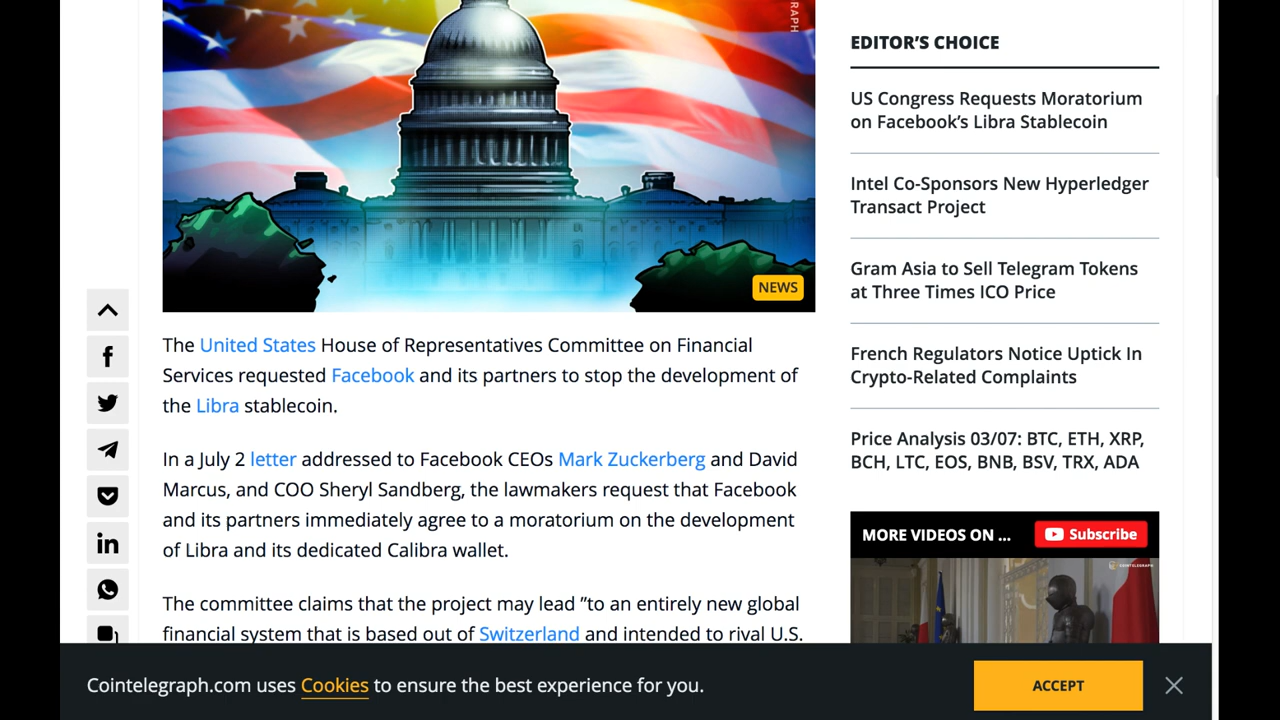 RAPH
NEWS
The United States House of Representatives Committee on Financial
Services requested Facebook and its partners to stop the development of
the Libra stablecoin.
In a July 2 letter addressed to Facebook CEOs Mark Zuckerberg and David
Marcus, and COO Sheryl Sandberg, the lawmakers request that Facebook
and its partners immediately agree to a moratorium on the development
of Libra and its dedicated Calibra wallet.
The committee claims that the project may lead ”to an entirely new global
financial system that is based out of Switzerland and intended to rival U.S.
EDITOR’S CHOICE
US Congress Requests Moratorium
on Facebook’s Libra Stablecoin
Intel Co-Sponsors New Hyperledger
Transact Project
Gram Asia to Sell Telegram Tokens
at Three Times ICO Price
French Regulators Notice Uptick In
Crypto-Related Complaints
Price Analysis 03/07: BTC, ETH, XRP,
BCH, LTC, EOS, BNB, BSV, TRX, ADA
MORE VIDEOS ON ...
Subscribe
COINTELEGRAPH
Cointelegraph.com uses Cookies to ensure the best experience for you.
ACCEPT